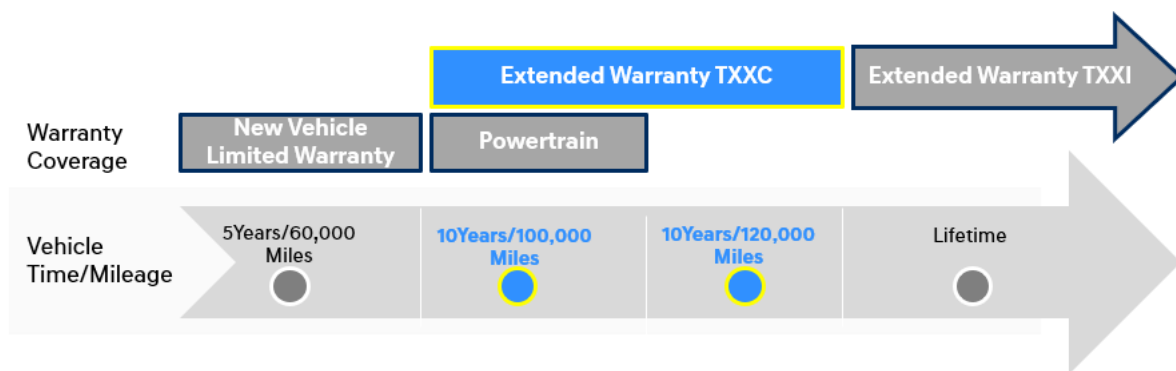 Extended Warranty TXXC
Extended Warranty TXXI
Warranty
Coverage
New Vehicle
Limited Warranty
Powertrain
Vehicle
Time/Mileage
5Years/60,000
Miles
10Years/100,000
Miles
10Years/120,000
Miles
Lifetime